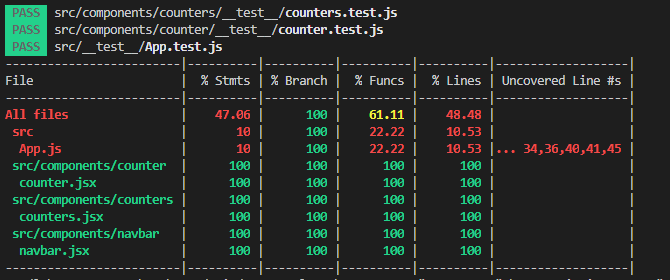 PASS src/components/counters/__test__/counters.test.js
PASS src/components/counter/__test__/counter.test.js
PASS src/__test__/App.test.js
-------------------------|----------|----------|----------|----------|-------------------|
File                     |  % Stmts | % Branch |  % Funcs |  % Lines | Uncovered Line #s |
-------------------------|----------|----------|----------|----------|-------------------|
All files                |    47.06 |      100 |    61.11 |    48.48 |                   |
 src                     |       10 |      100 |    22.22 |    10.53 |                   |
  App.js                 |       10 |      100 |    22.22 |    10.53 |... 34,36,40,41,45 |
 src/components/counter  |      100 |      100 |      100 |      100 |                   |
  counter.jsx            |      100 |      100 |      100 |      100 |                   |
 src/components/counters |      100 |      100 |      100 |      100 |                   |
  counters.jsx           |      100 |      100 |      100 |      100 |                   |
 src/components/navbar   |      100 |      100 |      100 |      100 |                   |
  navbar.jsx             |      100 |      100 |      100 |      100 |                   |
-------------------------|----------|----------|----------|----------|-------------------|